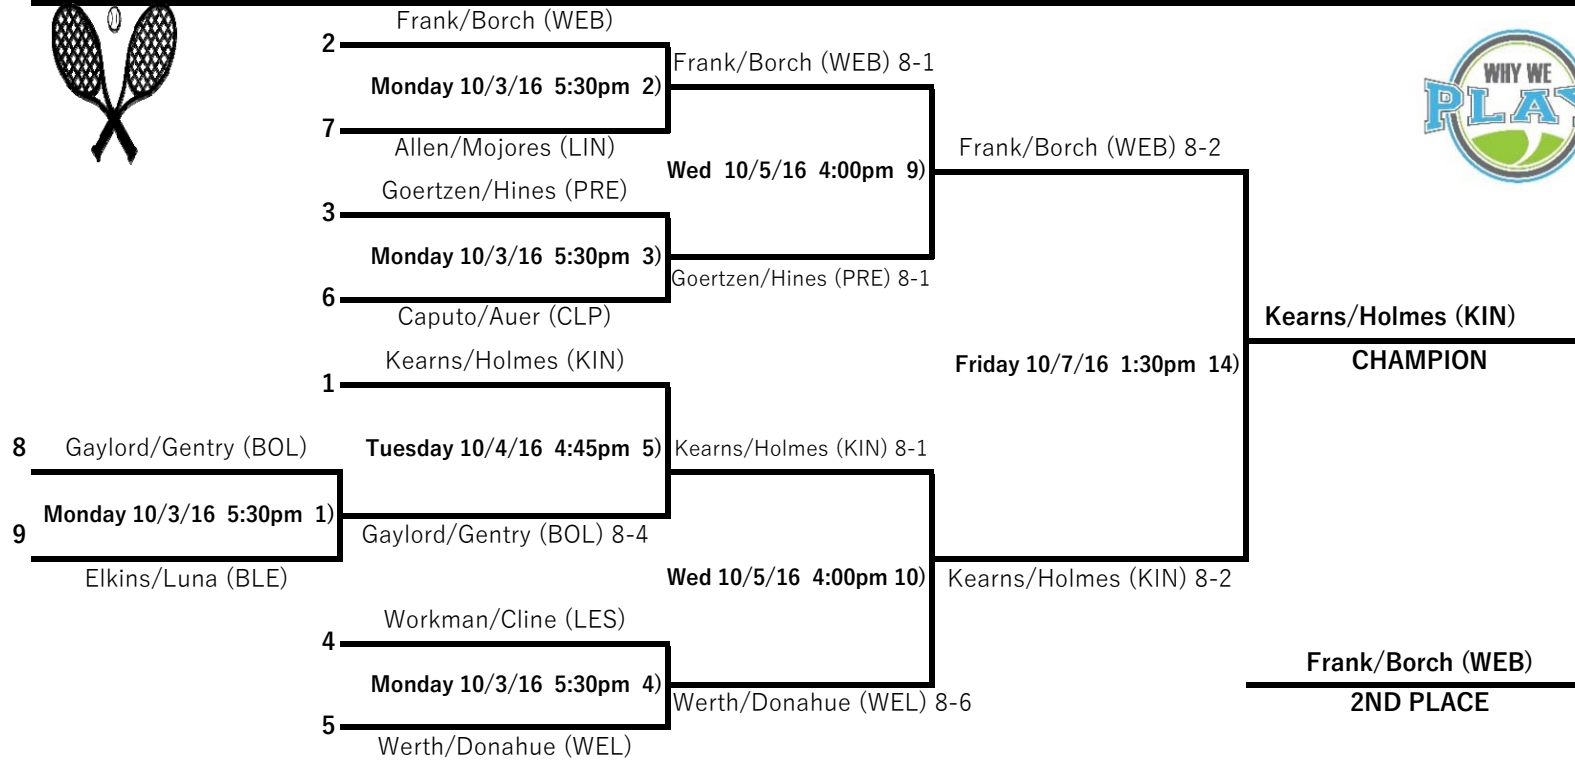 Frank/Borch (WEB)
2
Frank/Borch (WEB) 8-1
Monday 10/3/16 5:30pm 2)
7
Allen/Mojores (LIN)
Frank/Borch (WEB) 8-2
Wed 10/5/16 4:00pm 9)
Goertzen/Hines (PRE)
3
Monday 10/3/16 5:30pm 3)
Goertzen/Hines (PRE) 8-1
6
Caputo/Auer (CLP)
Kearns/Holmes (KIN)
CHAMPION
Kearns/Holmes (KIN)
1
Friday 10/7/16 1:30pm 14)
8 Gaylord/Gentry (BOL)
Tuesday 10/4/16 4:45pm 5)
Kearns/Holmes (KIN) 8-1
Monday 10/3/16 5:30pm 1)
9
Gaylord/Gentry (BOL) 8-4
Elkins/Luna (BLE)
Wed 10/5/16 4:00pm 10)
Kearns/Holmes (KIN) 8-2
Workman/Cline (LES)
4
Monday 10/3/16 5:30pm 4)
Werth/Donahue (WEL) 8-6
5
Werth/Donahue (WEL)
Frank/Borch (WEB)
2ND PLACE
WHY WE
PLAY